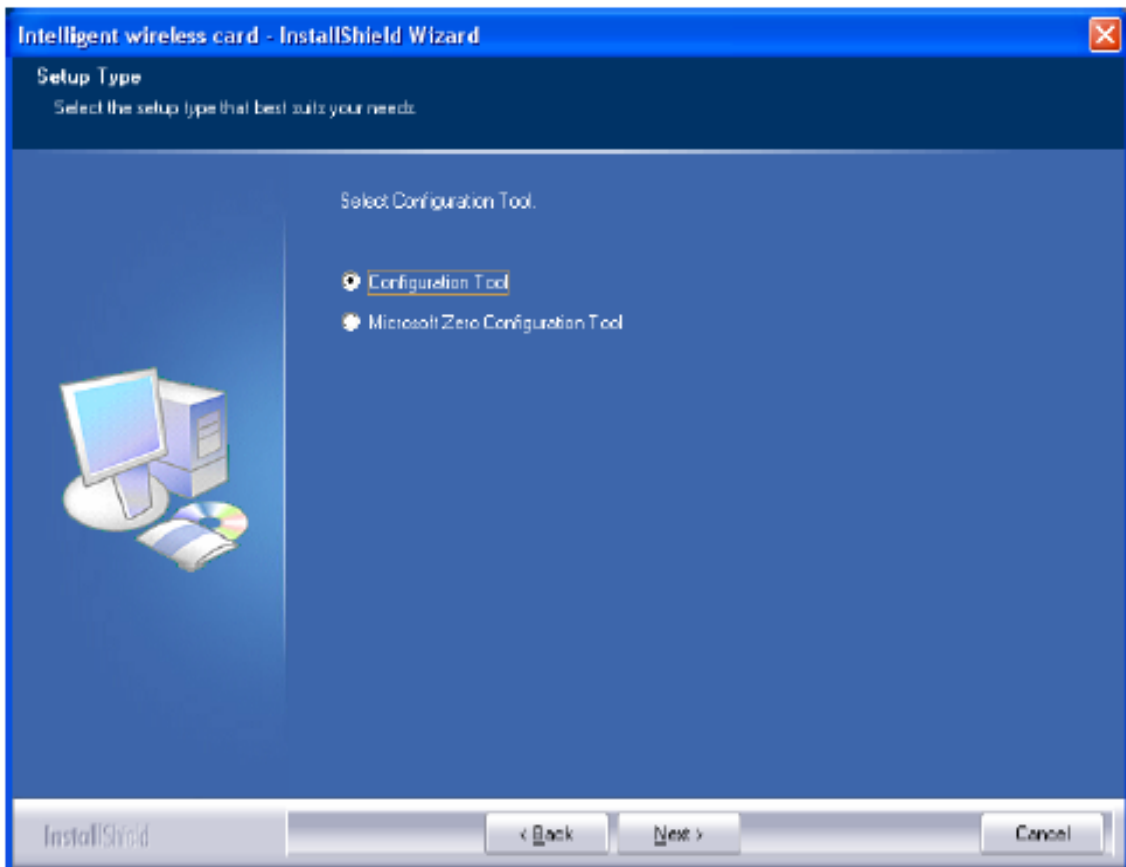 Intelligent wireless card - InstallShield Wizard
Setup Type
Select the setup type that best suits your needs.
Select Configuration Tool.
Configuration Tool
Microsoft Zero Configuration Tool
InstallShield
< Back
Next >
Cancel